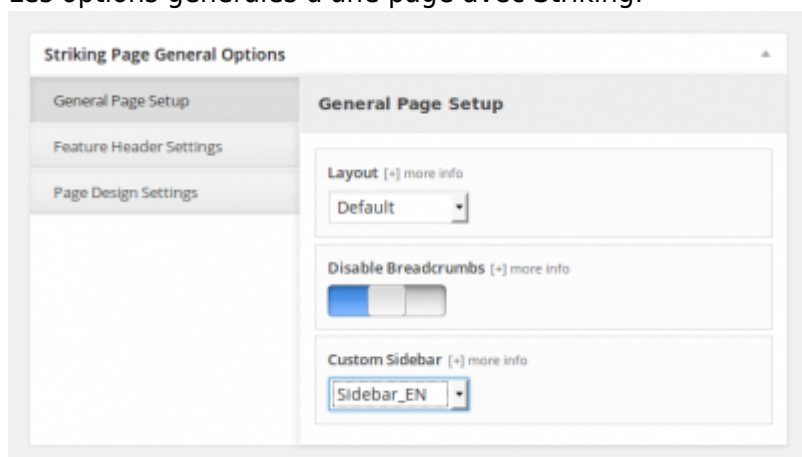 Les options générales d'une page avec Striking.
Striking Page General Options
General Page Setup
Feature Header Settings
Page Design Settings
General Page Setup
Layout [+] more info
Default
Disable Breadcrumbs [+] more info
Custom Sidebar [+] more info
Sidebar_EN